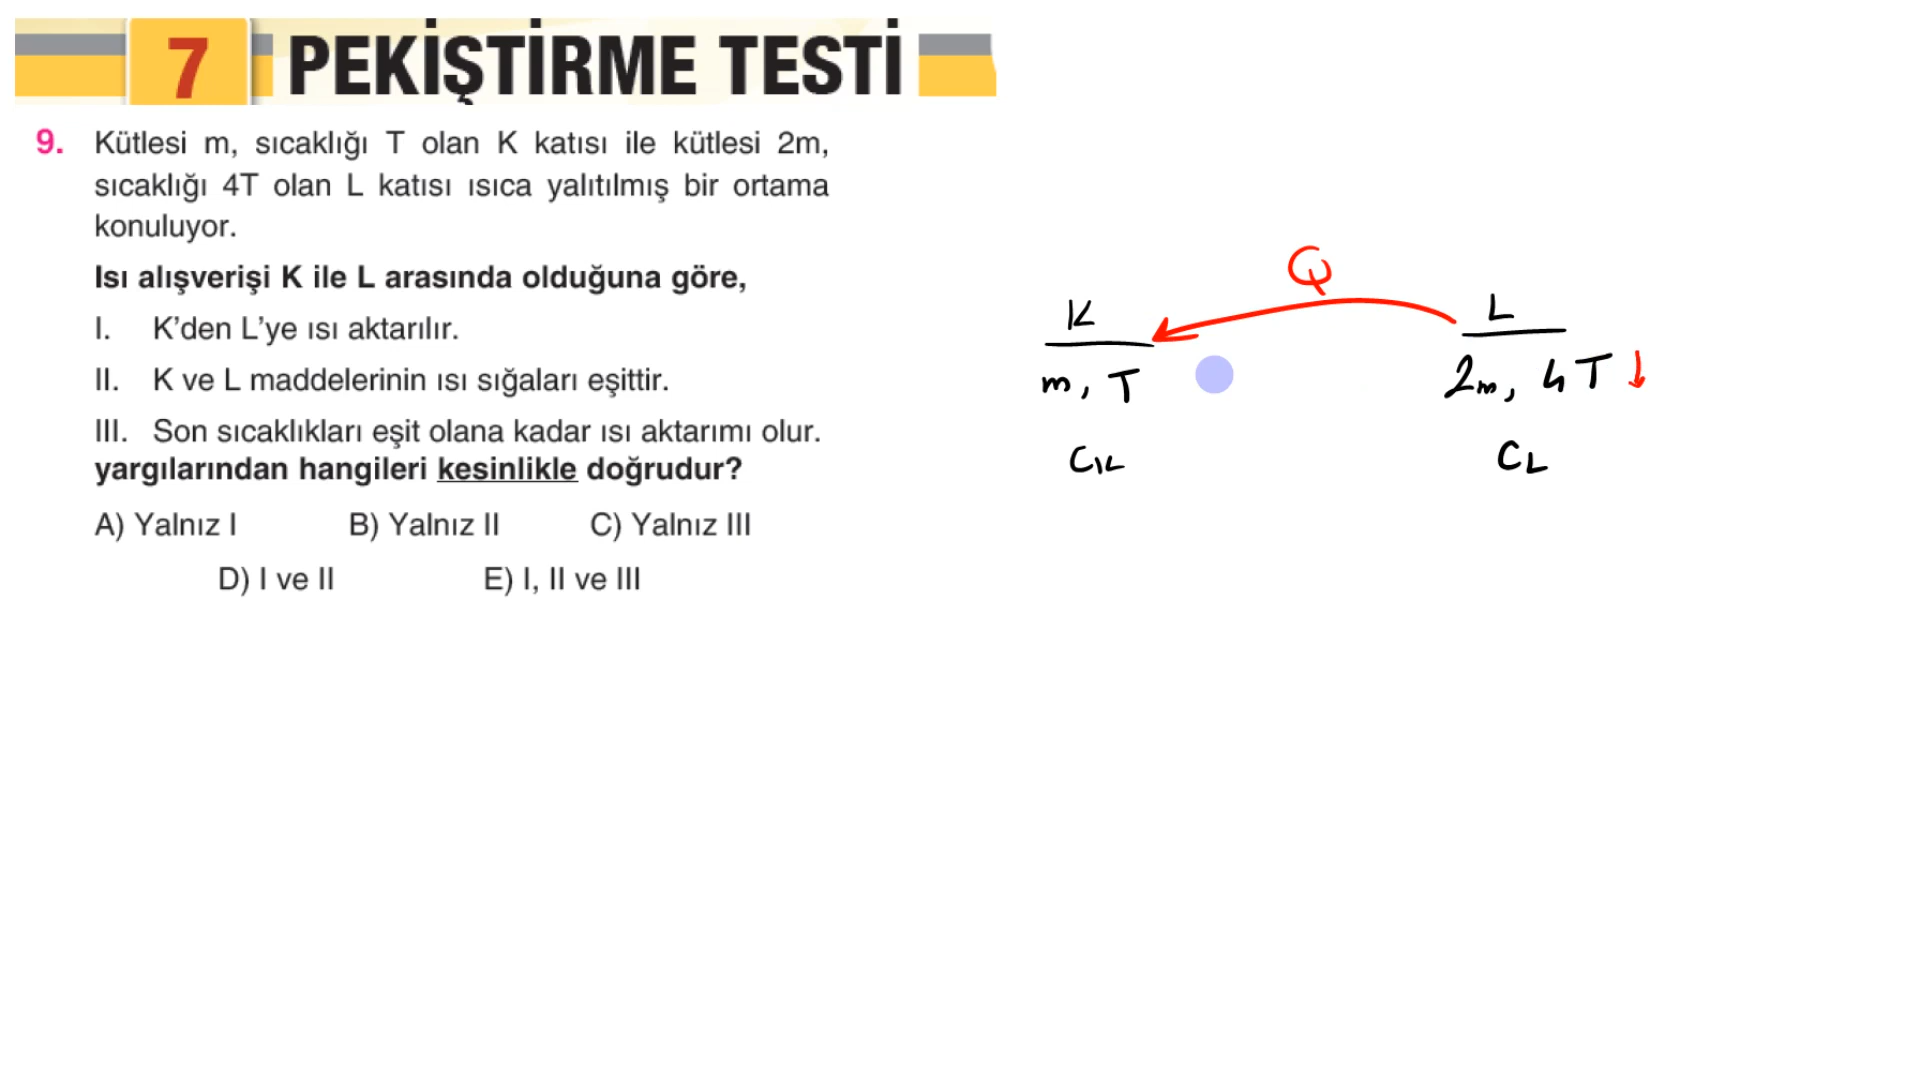 7 PEKİŞTİRME TESTİ
9. Kütlesi m, sıcaklığı T olan K katısı ile kütlesi 2m,
sıcaklığı 4T olan L katısı ısıca yalıtılmış bir ortama
konuluyor.
Isı alışverişi K ile L arasında olduğuna göre,
I. K’den L’ye ısı aktarılır.
II. K ve L maddelerinin ısı sığaları eşittir.
III. Son sıcaklıkları eşit olana kadar ısı aktarımı olur.
yargılarından hangileri kesinlikle doğrudur?
A) Yalnız I B) Yalnız II C) Yalnız III
D) I ve II E) I, II ve III
Q
K L
m, T 2m, 4T ↓
CK CL